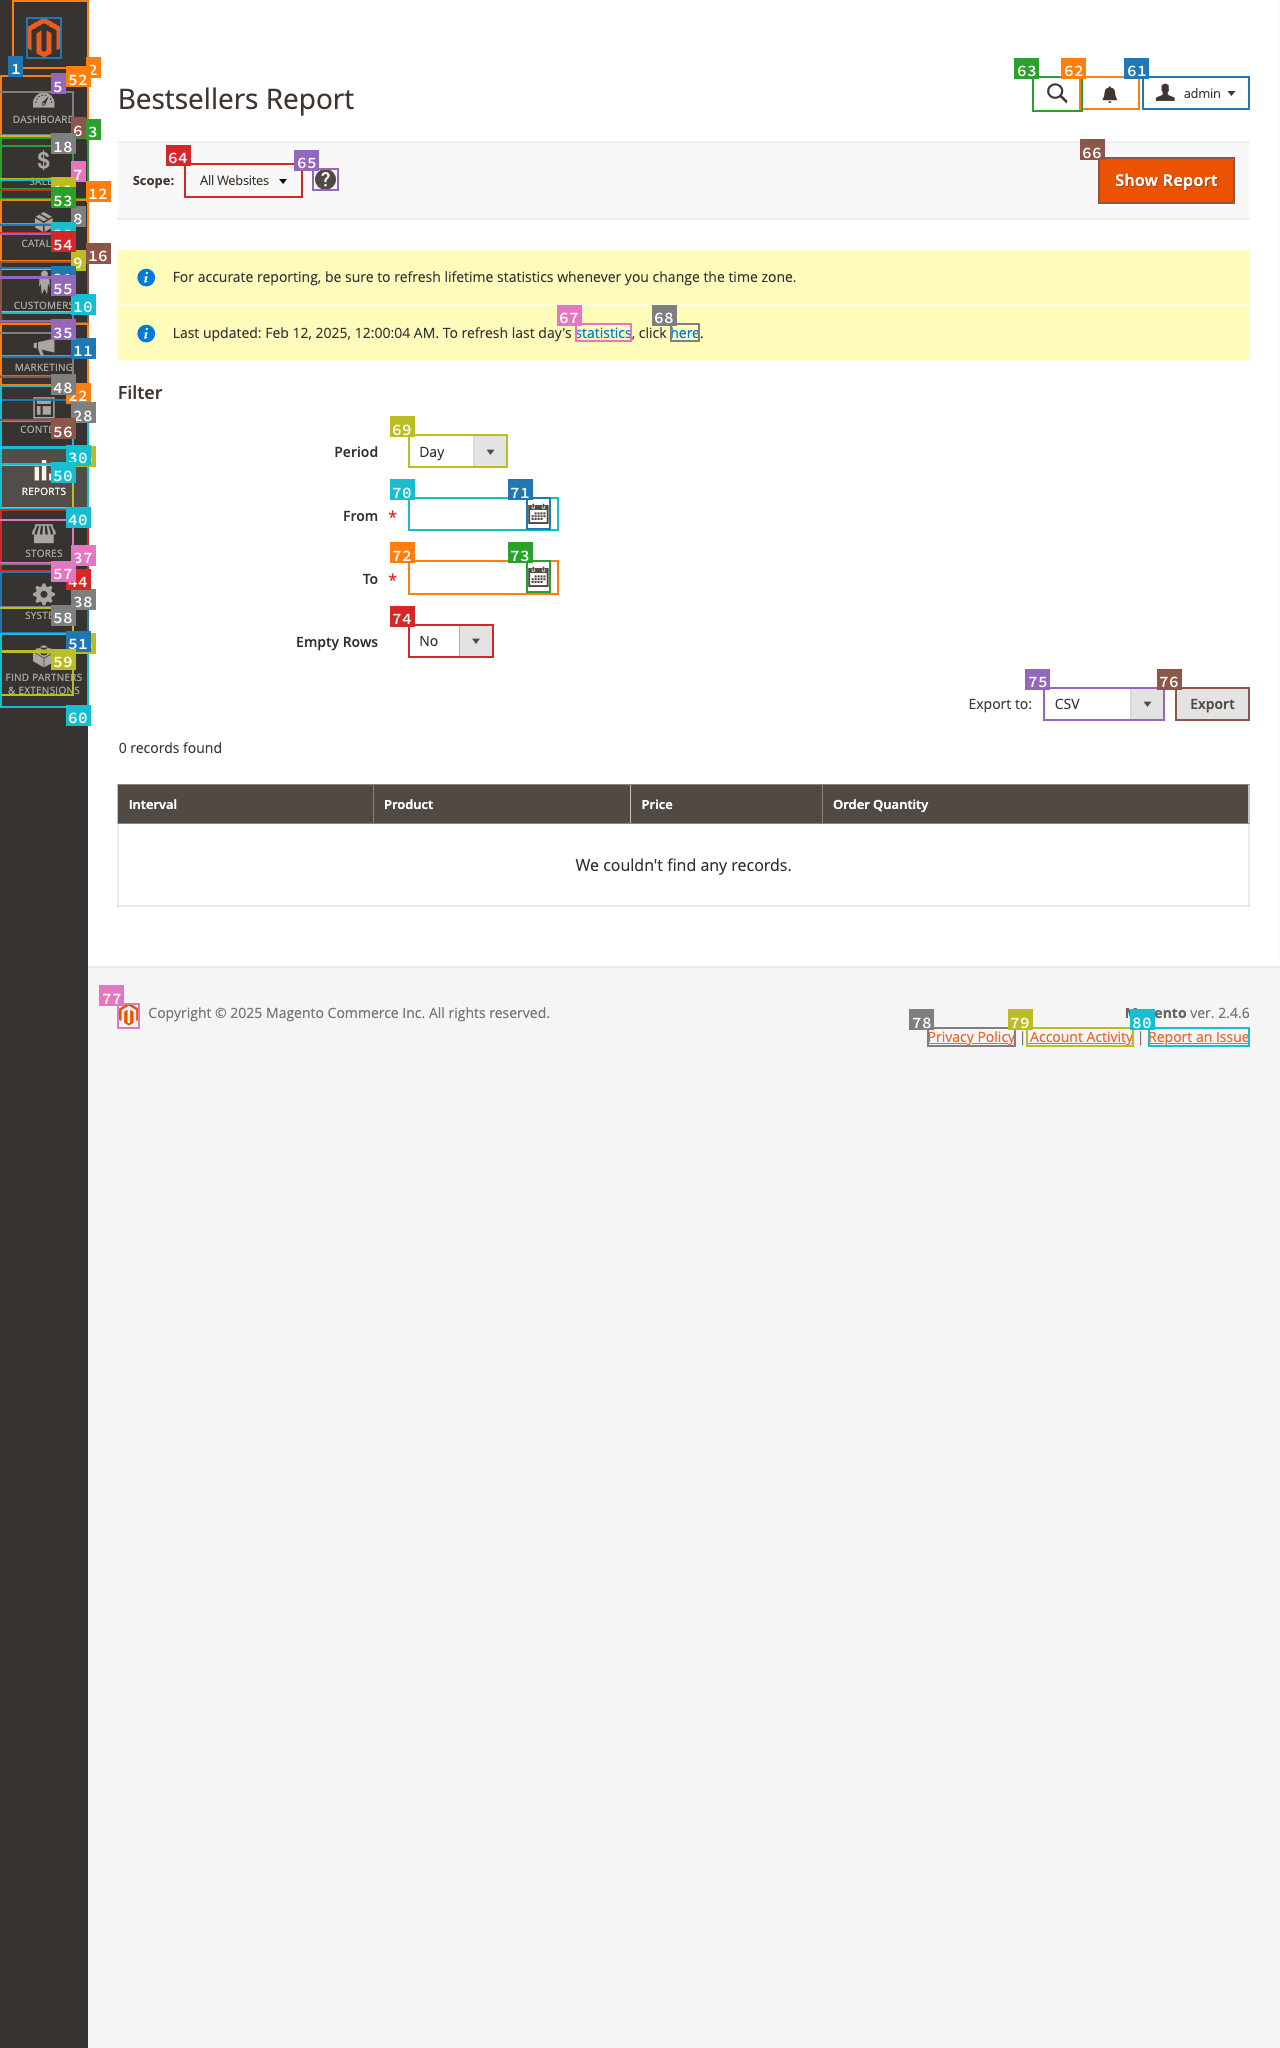 1
2
52
5
DASHBOARD
6
3
18
7
12
53
8
CATAL
54
16
9
55
CUSTOMERS
10
35
11
MARKETING
48
28
CONTE
56
30
50
REPORTS
40
STORES
37
57
44
38
SYSTE
58
51
59
FIND PARTNERS
& EXTENSIONS
60
Bestsellers Report
63
62
61
admin
64
65
66
Scope:
All Websites
?
Show Report
For accurate reporting, be sure to refresh lifetime statistics whenever you change the time zone.
67
68
Last updated: Feb 12, 2025, 12:00:04 AM. To refresh last day's statistics, click here.
Filter
69
Period
Day
70
71
From *
72
73
To *
74
Empty Rows
No
75
76
Export to:
CSV
Export
0 records found
Interval
Product
Price
Order Quantity
We couldn't find any records.
77
Copyright © 2025 Magento Commerce Inc. All rights reserved.
78
79
80
ento ver. 2.4.6
Privacy Policy | Account Activity | Report an Issue